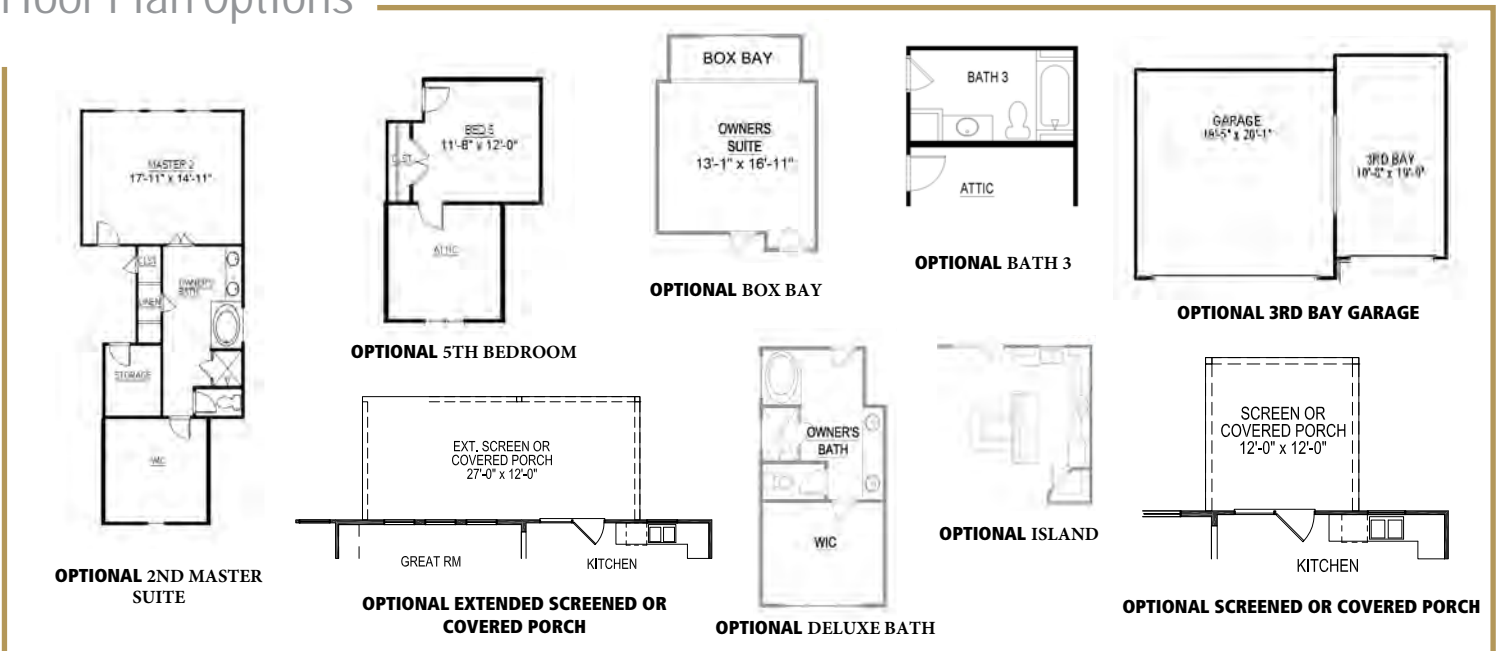 Floor Plan Options
MASTER 2
17'-11" x 14'-11"
CLST
LINEN
OWNER'S
BATH
STORAGE
WIC
OPTIONAL 2ND MASTER
SUITE
BED 5
11'-8" x 12'-0"
CLST
ATTIC
OPTIONAL 5TH BEDROOM
BOX BAY
OWNERS
SUITE
13'-1" x 16'-11"
OPTIONAL BOX BAY
BATH 3
ATTIC
OPTIONAL BATH 3
GARAGE
3RD BAY
OPTIONAL 3RD BAY GARAGE
EXT. SCREEN OR
COVERED PORCH
27'-0" x 12'-0"
GREAT RM
KITCHEN
OPTIONAL EXTENDED SCREENED OR
COVERED PORCH
OWNER'S
BATH
WIC
OPTIONAL DELUXE BATH
OPTIONAL ISLAND
SCREEN OR
COVERED PORCH
12'-0" x 12'-0"
KITCHEN
OPTIONAL SCREENED OR COVERED PORCH